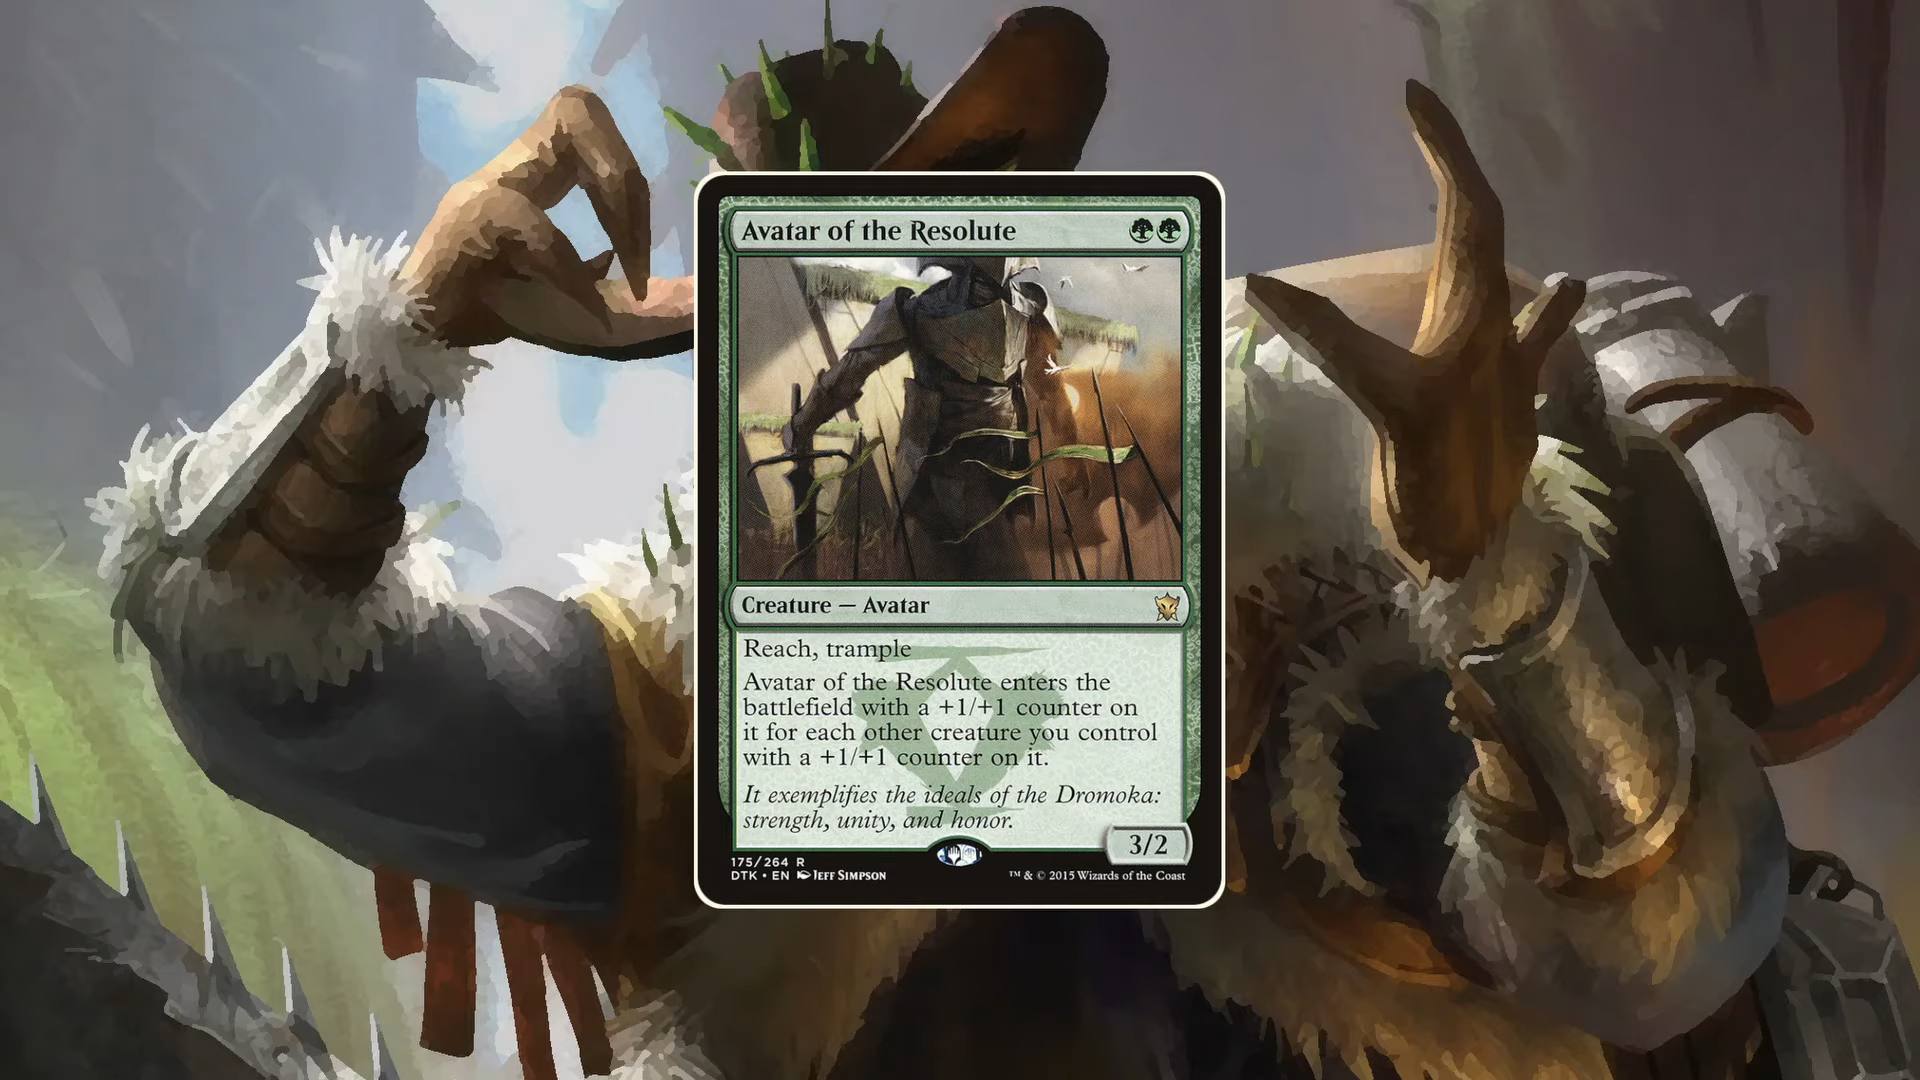 Avatar of the Resolute
Creature — Avatar
Reach, trample
Avatar of the Resolute enters the
battlefield with a +1/+1 counter on
it for each other creature you control
with a +1/+1 counter on it.
It exemplifies the ideals of the Dromoka:
strength, unity, and honor.
3/2
175/264 R
DTK • EN JEFF SIMPSON
™ & © 2015 Wizards of the Coast